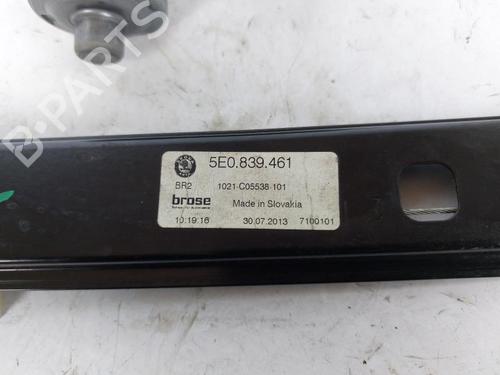 5E0.839.461
BR2 1021-C05538-101
brose Made in Slovakia
10:19:16 30.07.2013 7100101
B-PARTS